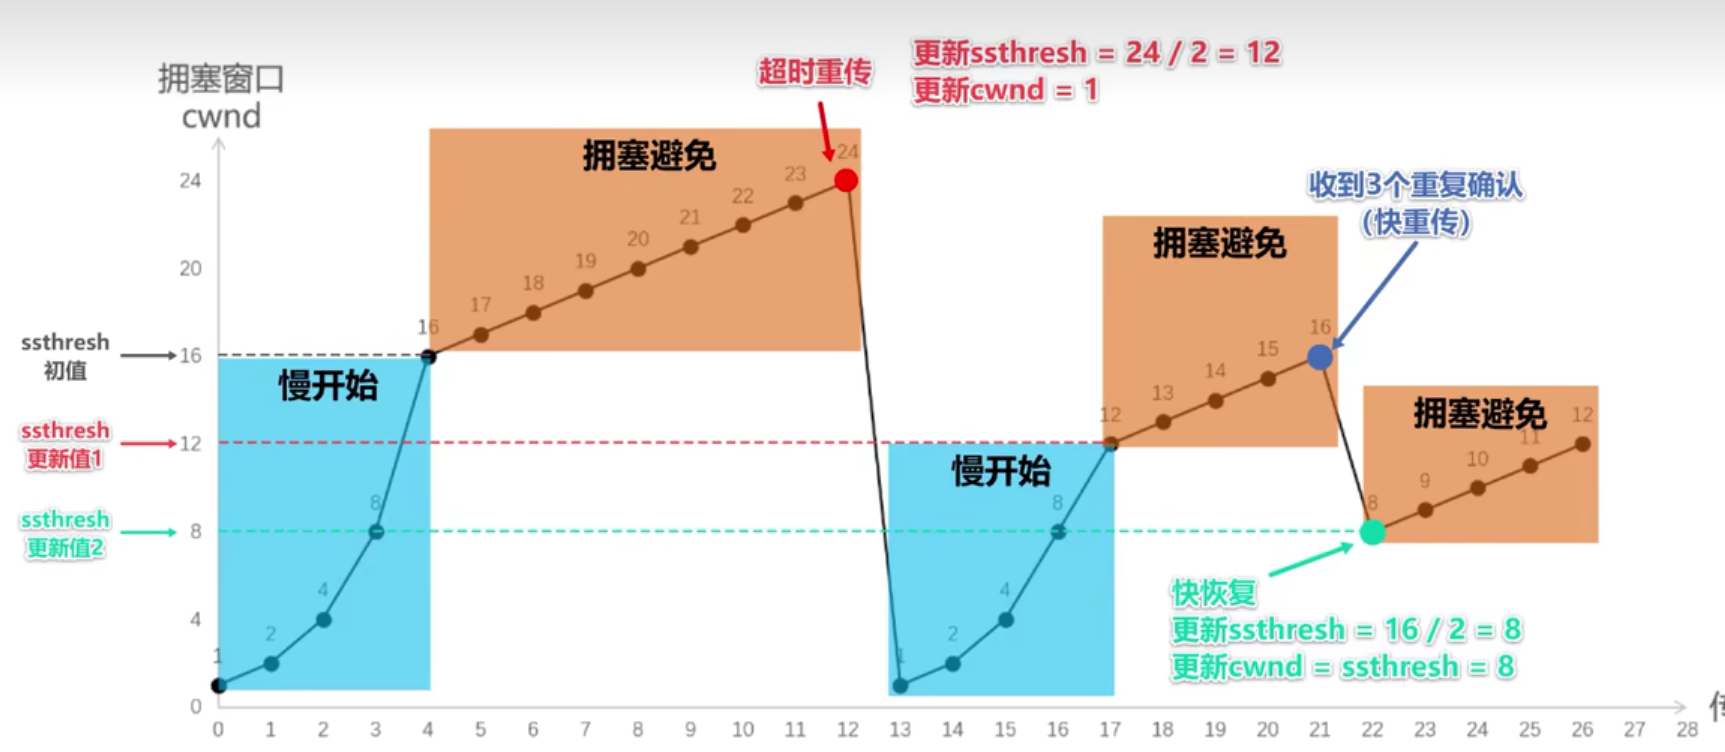 拥塞窗口
cwnd
超时重传
更新ssthresh = 24 / 2 = 12
更新cwnd = 1
拥塞避免
24
23
22
21
20
19
18
17
16
收到3个重复确认
(快重传)
拥塞避免
16
15
14
13
12
拥塞避免
12
11
10
9
8
24
20
16
12
8
4
0
ssthresh
初值
ssthresh
更新值1
ssthresh
更新值2
慢开始
8
4
2
1
慢开始
8
4
2
1
快恢复
更新ssthresh = 16 / 2 = 8
更新cwnd = ssthresh = 8
0 1 2 3 4 5 6 7 8 9 10 11 12 13 14 15 16 17 18 19 20 21 22 23 24 25 26 27 28